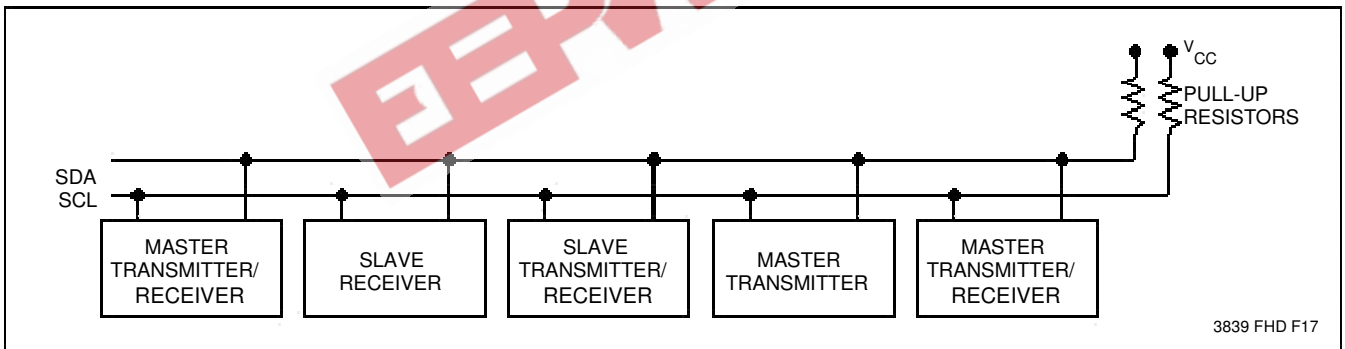 V
CC
PULL-UP
RESISTORS
SDA
SCL
MASTER
TRANSMITTER/
RECEIVER
SLAVE
RECEIVER
SLAVE
TRANSMITTER/
RECEIVER
MASTER
TRANSMITTER
MASTER
TRANSMITTER/
RECEIVER
3839 FHD F17